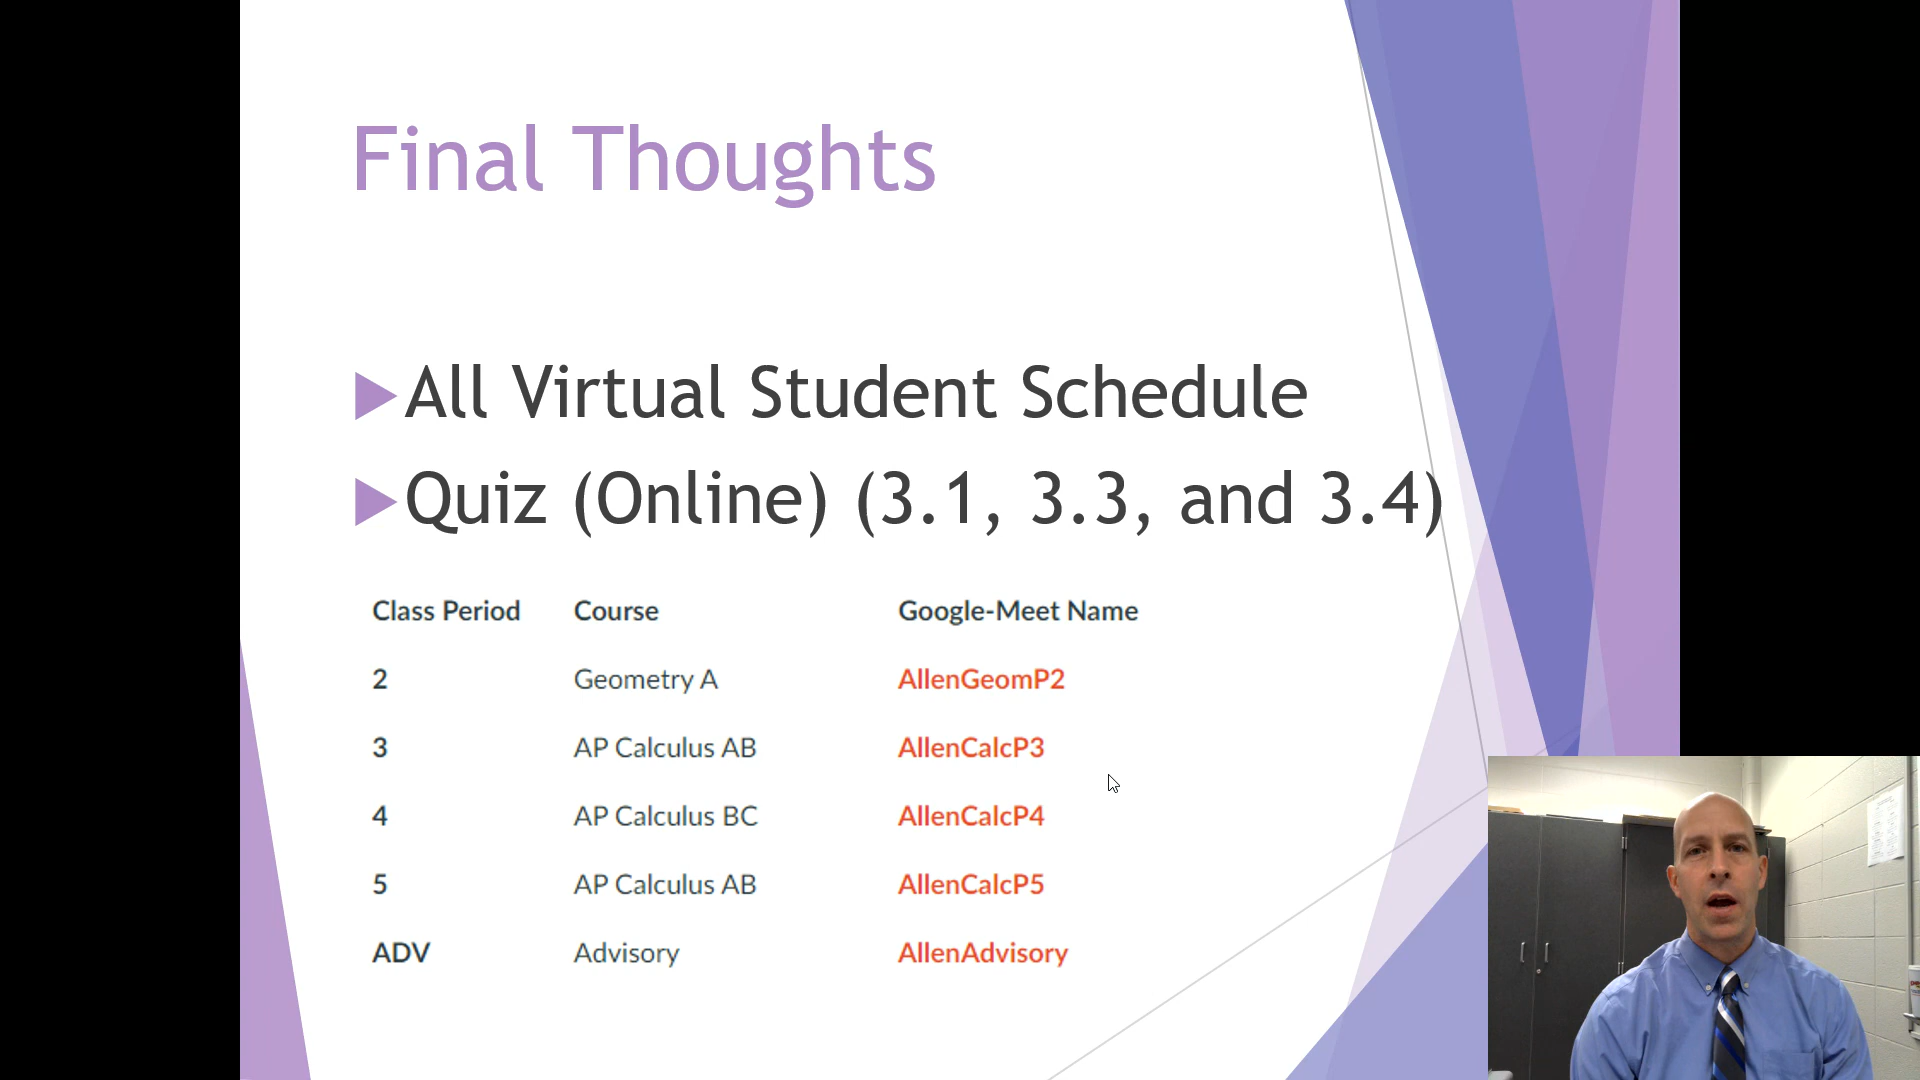 Final Thoughts
All Virtual Student Schedule
Quiz (Online) (3.1, 3.3, and 3.4)
Class Period Course Google-Meet Name
2 Geometry A AllenGeomP2
3 AP Calculus AB AllenCalcP3
4 AP Calculus BC AllenCalcP4
5 AP Calculus AB AllenCalcP5
ADV Advisory AllenAdvisory